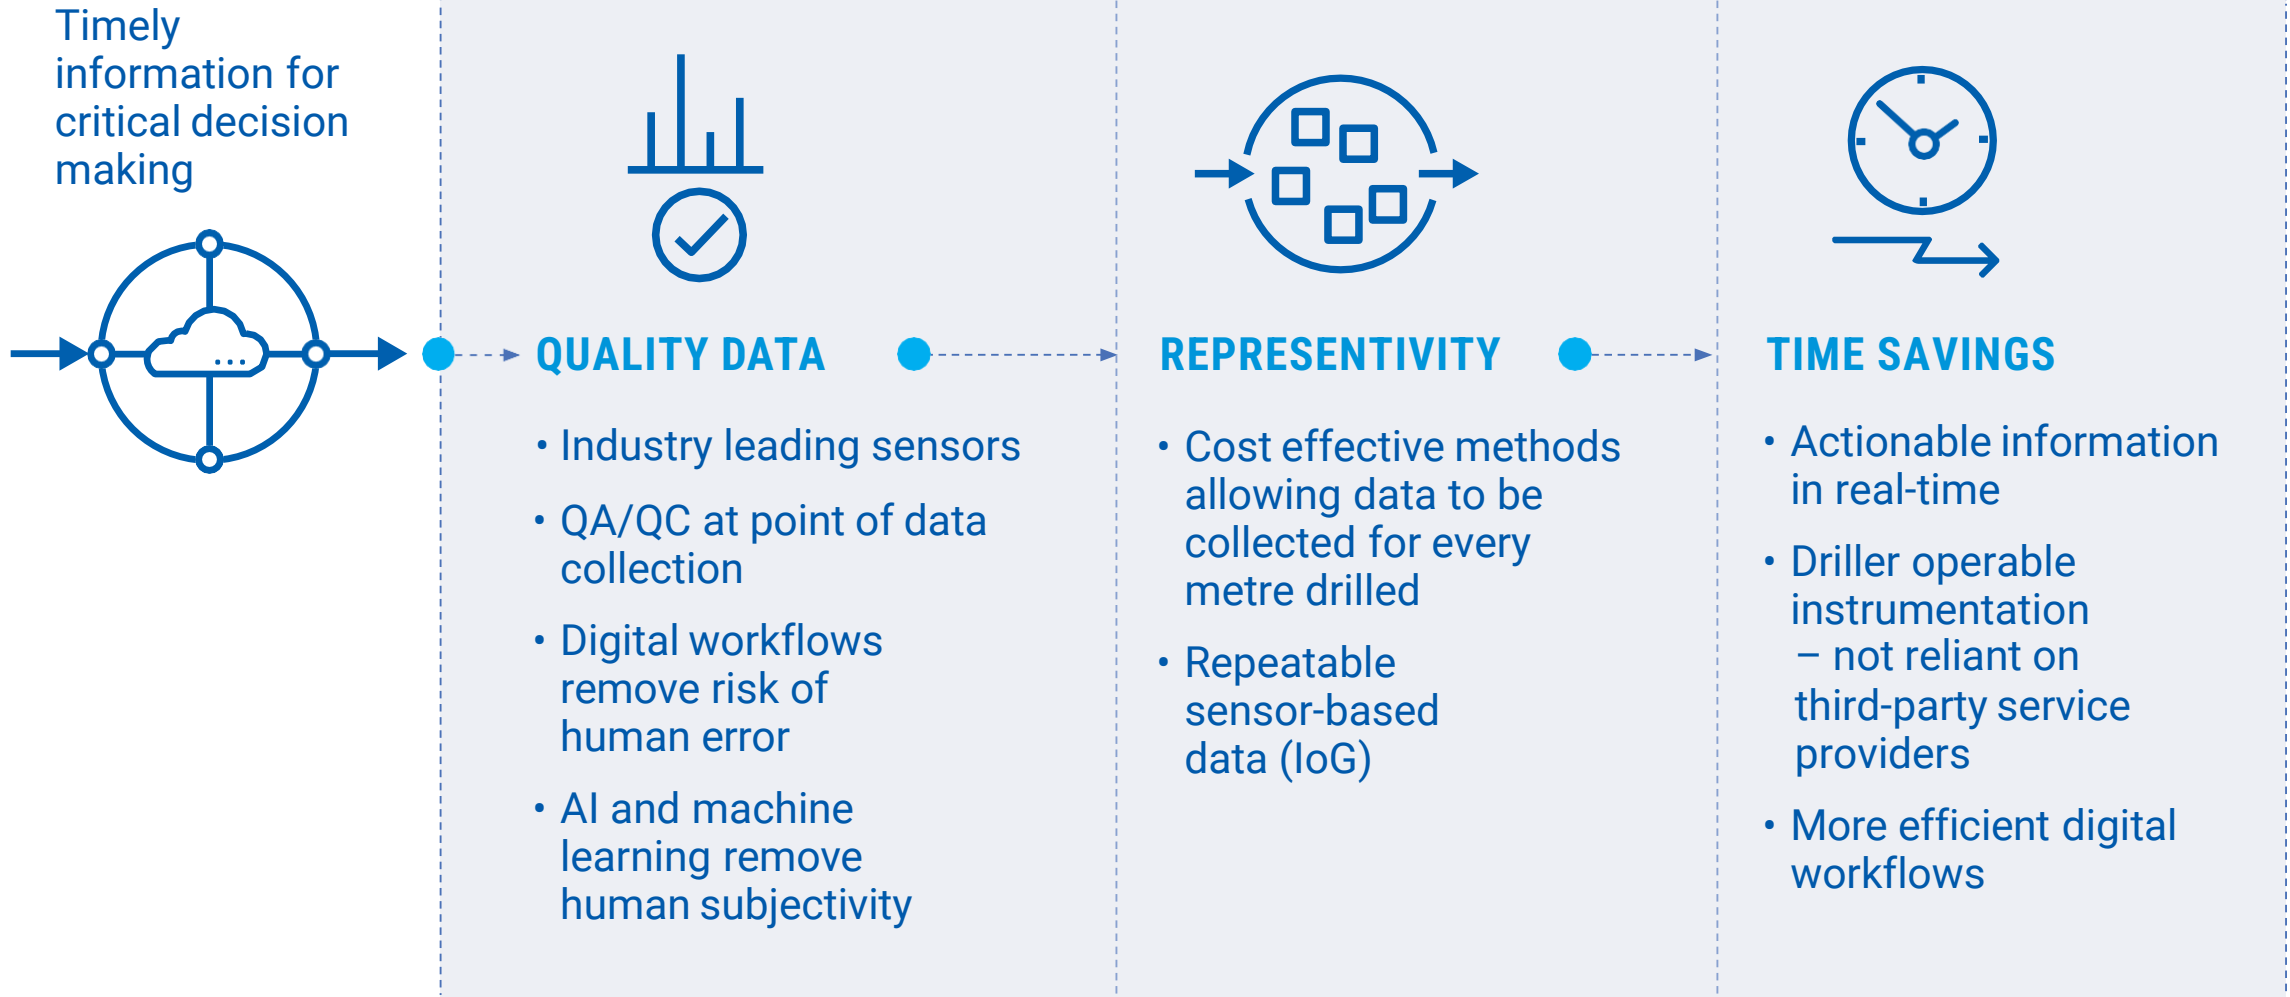 Timely
information for
critical decision
making
QUALITY DATA
• Industry leading sensors
• QA/QC at point of data
collection
• Digital workflows
remove risk of
human error
• AI and machine
learning remove
human subjectivity
REPRESENTIVITY
• Cost effective methods
allowing data to be
collected for every
metre drilled
• Repeatable
sensor-based
data (IoG)
TIME SAVINGS
• Actionable information
in real-time
• Driller operable
instrumentation
– not reliant on
third-party service
providers
• More efficient digital
workflows